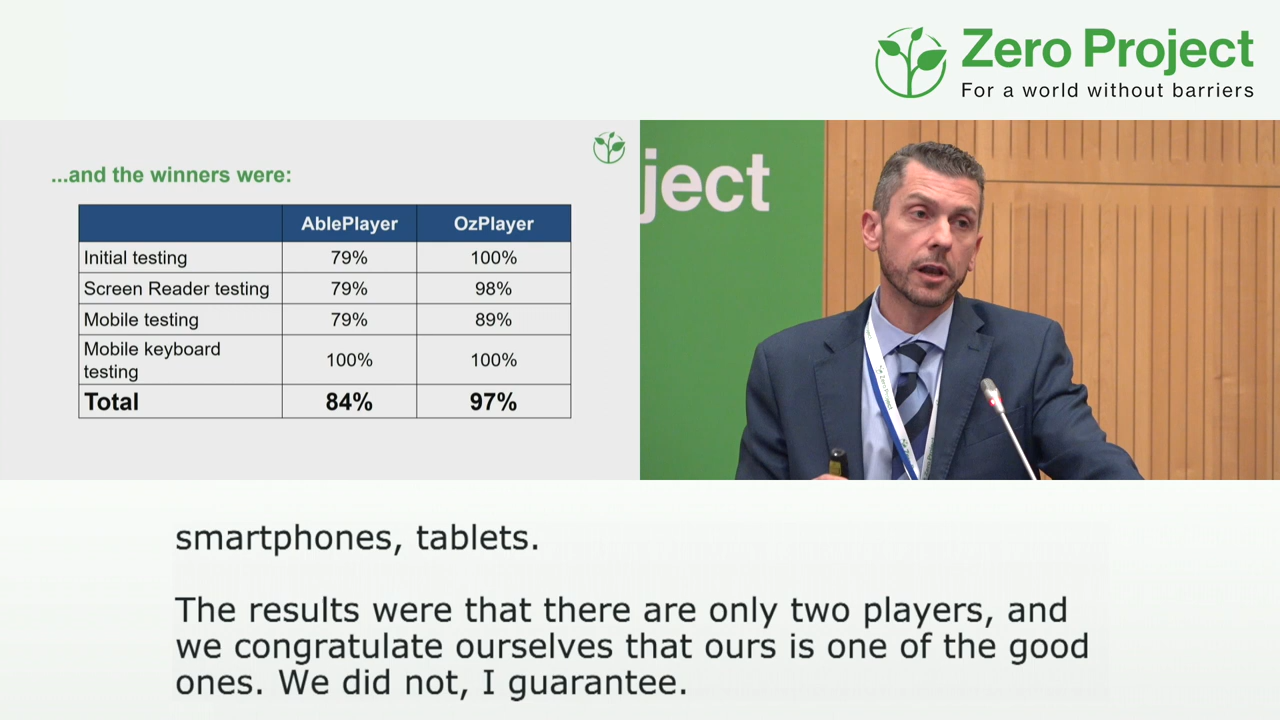 Zero Project
For a world without barriers
...and the winners were:
AblePlayer OzPlayer
Initial testing 79% 100%
Screen Reader testing 79% 98%
Mobile testing 79% 89%
Mobile keyboard
testing 100% 100%
Total 84% 97%
ject
Zero Project
smartphones, tablets.
The results were that there are only two players, and
we congratulate ourselves that ours is one of the good
ones. We did not, I guarantee.